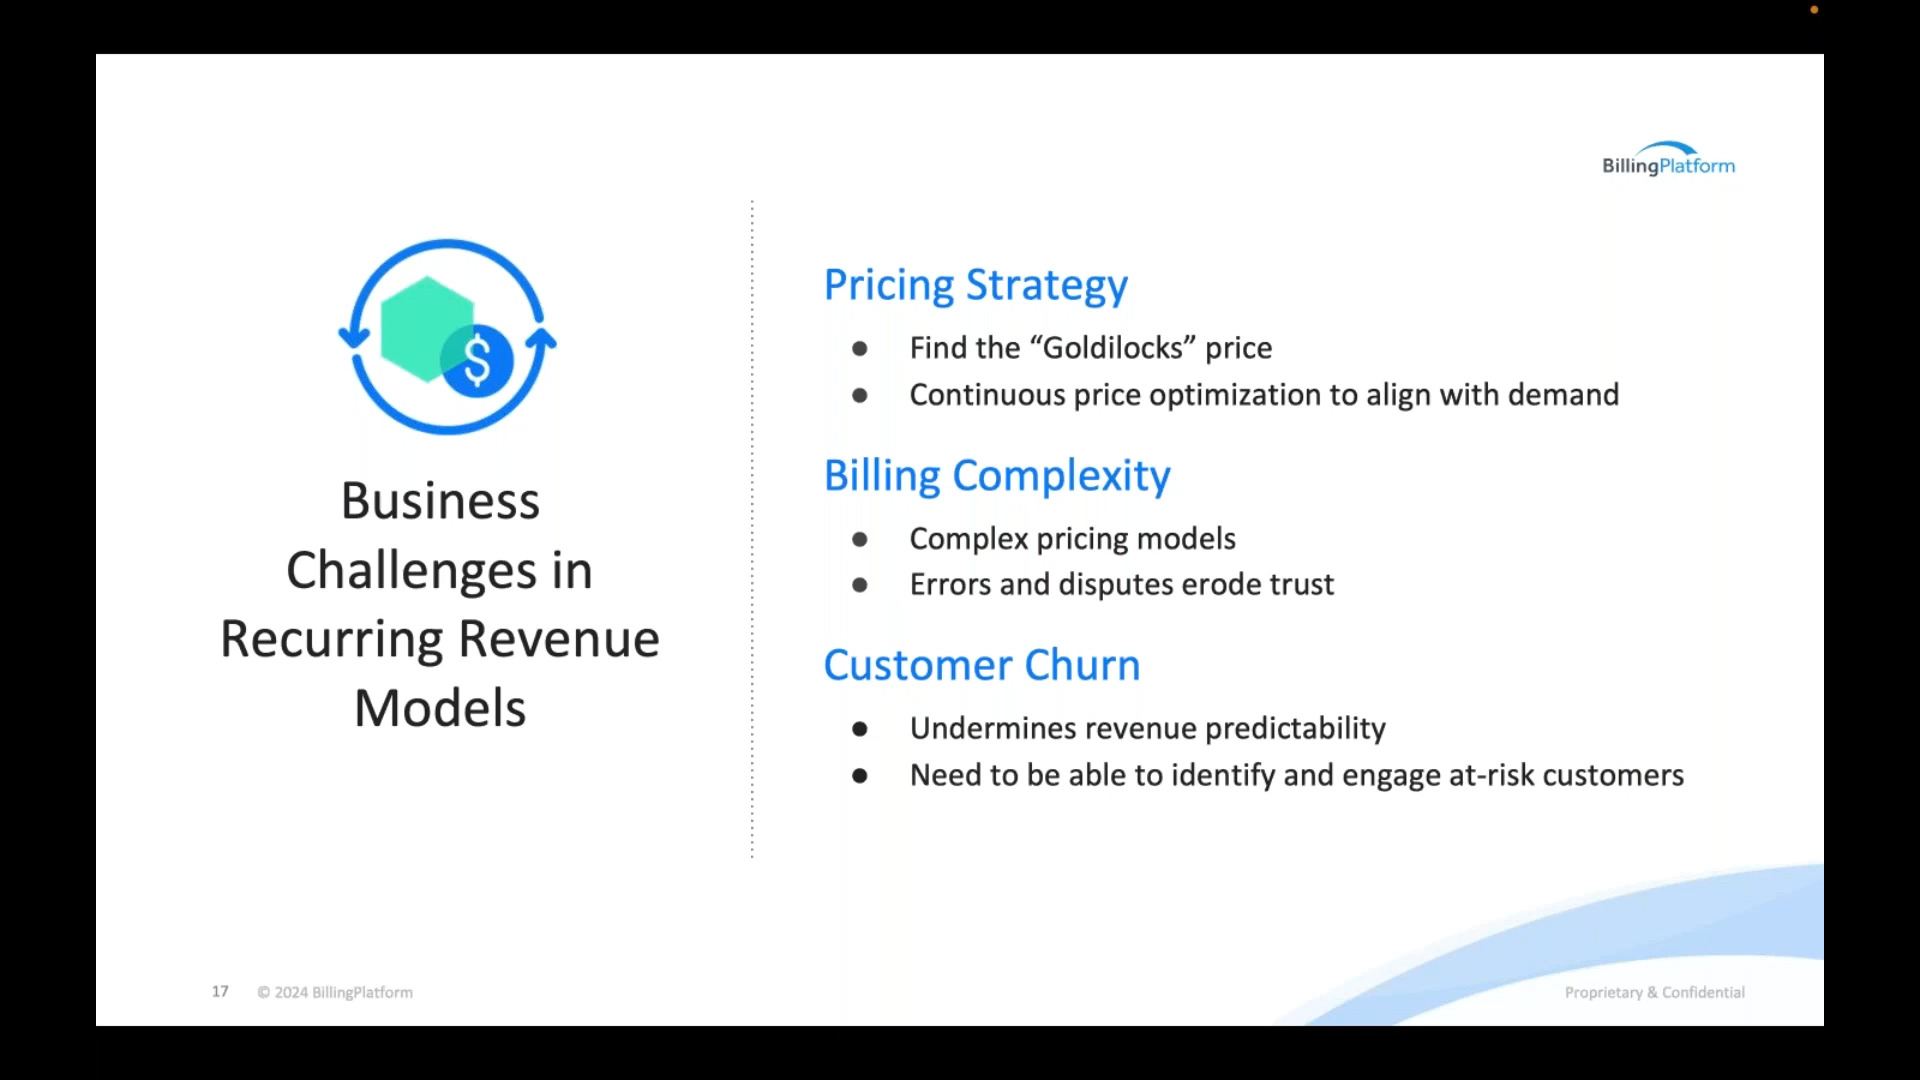 BillingPlatform
$
Business
Challenges in
Recurring Revenue
Models
Pricing Strategy
● Find the “Goldilocks” price
● Continuous price optimization to align with demand
Billing Complexity
● Complex pricing models
● Errors and disputes erode trust
Customer Churn
● Undermines revenue predictability
● Need to be able to identify and engage at-risk customers
17 © 2024 BillingPlatform
Proprietary & Confidential